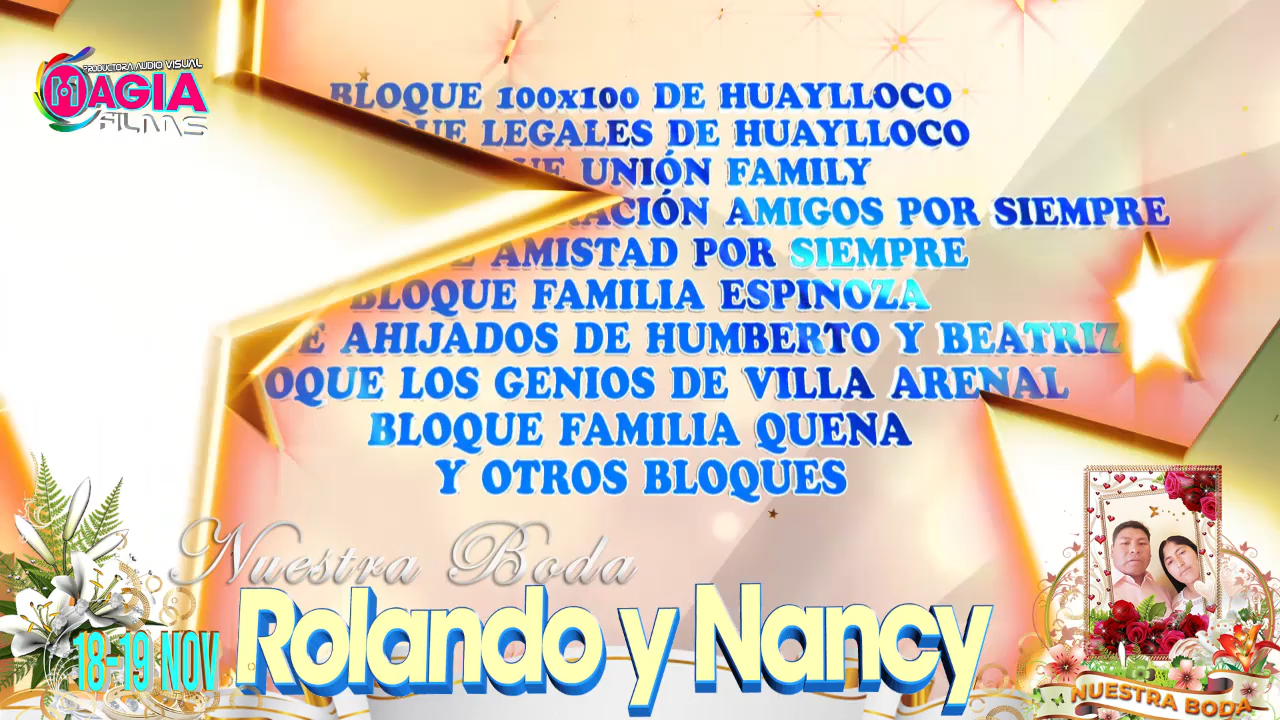 PRODUCTORA AUDIO VISUAL
MAGIA
FILMS
BLOQUE 100x100 DE HUAYLLOCO
LEGALES DE HUAYLLOCO
UNIÓN FAMILY
AMIGOS POR SIEMPRE
AMISTAD POR SIEMPRE
BLOQUE FAMILIA ESPINOZA
AHIJADOS DE HUMBERTO Y BEATRIZ
OQUE LOS GENIOS DE VILLA ARENAL
BLOQUE FAMILIA QUENA
Y OTROS BLOQUES
Nuestra Boda
18-19 NOV
Rolando y Nancy
NUESTRA BODA